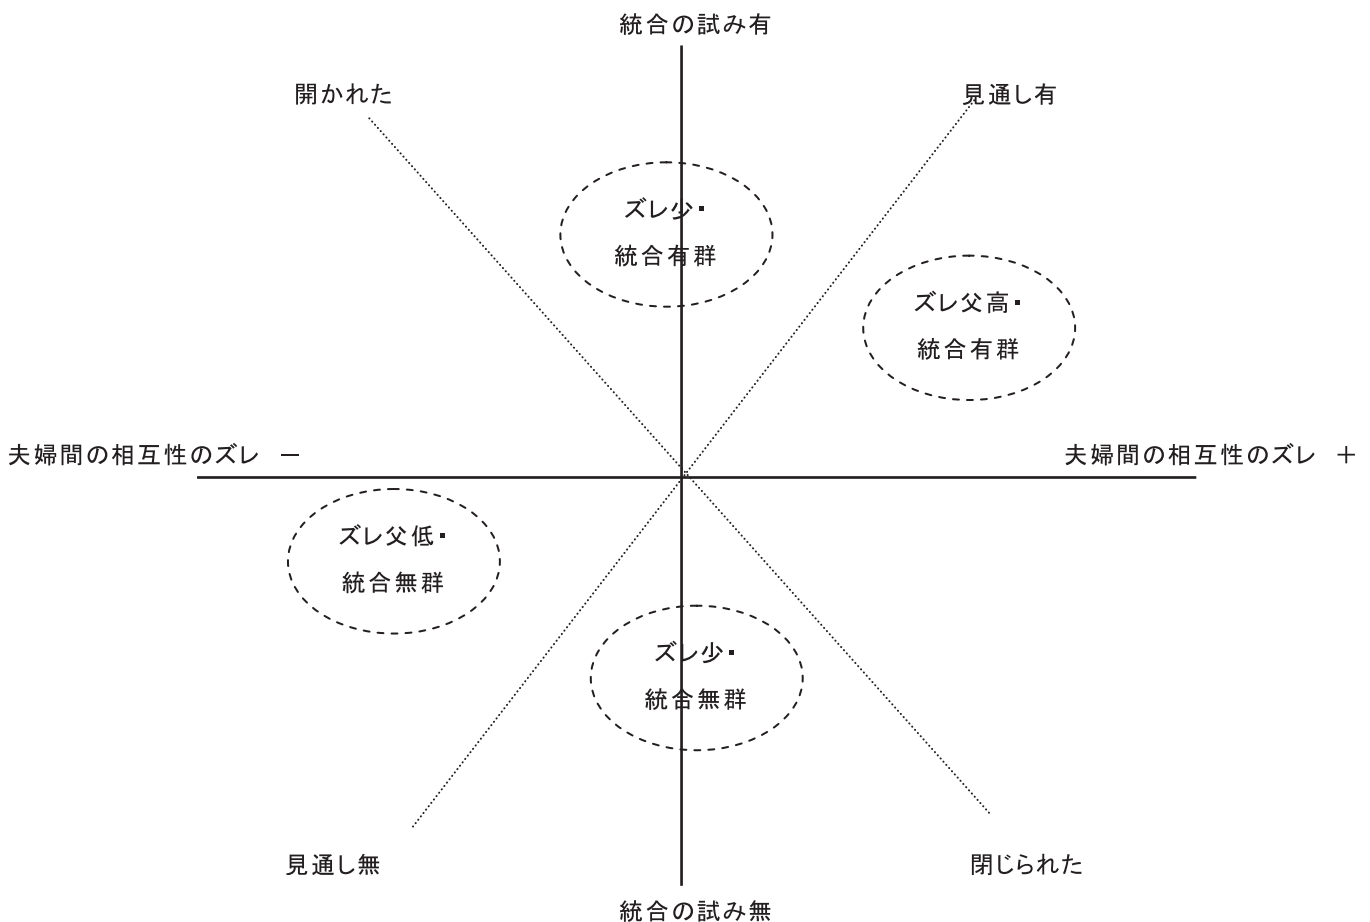 統合の試み有
開かれた
見通し有
ズレ少・
統合有群
ズレ父高・
統合有群
夫婦間の相互性のズレ －
夫婦間の相互性のズレ ＋
ズレ父低・
統合無群
ズレ少・
統合無群
見通し無
閉じられた
統合の試み無